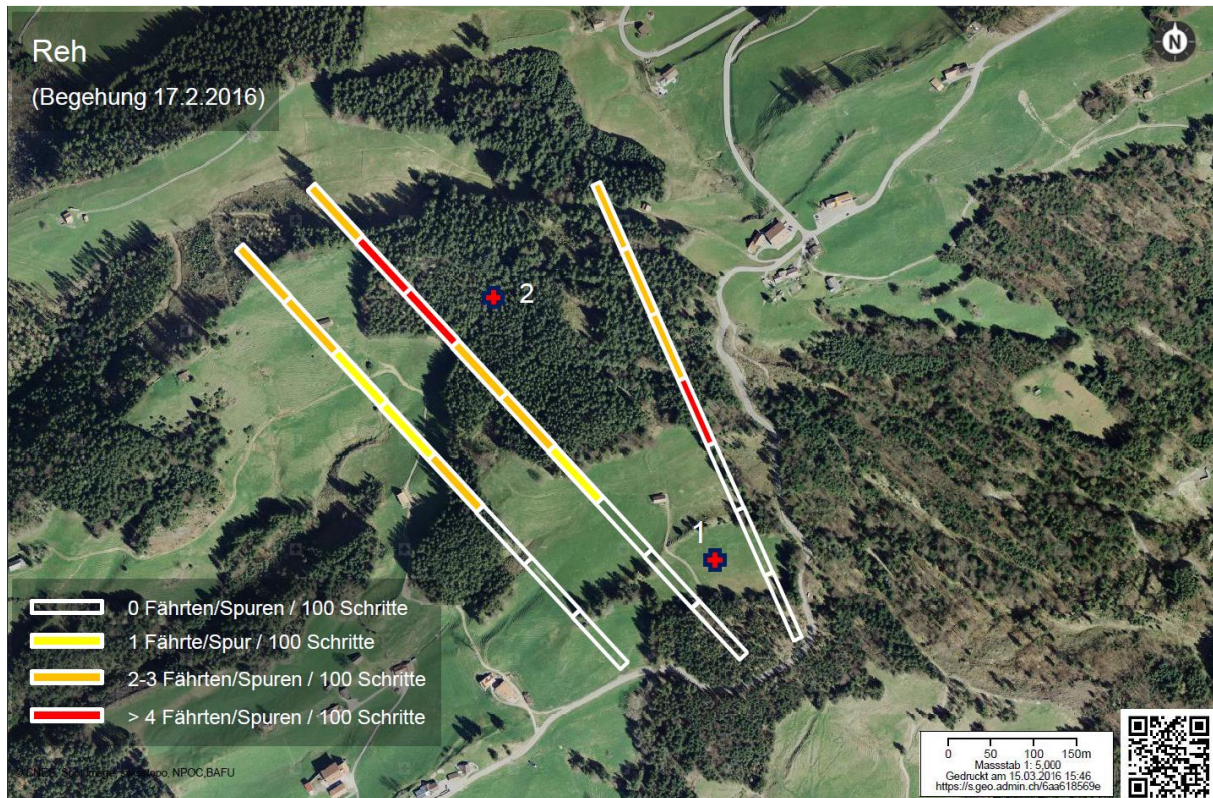 Reh
(Begehung 17.2.2016)
N
2
1
0 Fährten/Spuren / 100 Schritte
1 Fährte/Spur / 100 Schritte
2-3 Fährten/Spuren / 100 Schritte
> 4 Fährten/Spuren / 100 Schritte
NPOC,BAFU
0 50 100 150m
Massstab 1: 5,000
Gedruckt am 15.03.2016 15:46
https://s.geo.admin.ch/6aa618569e